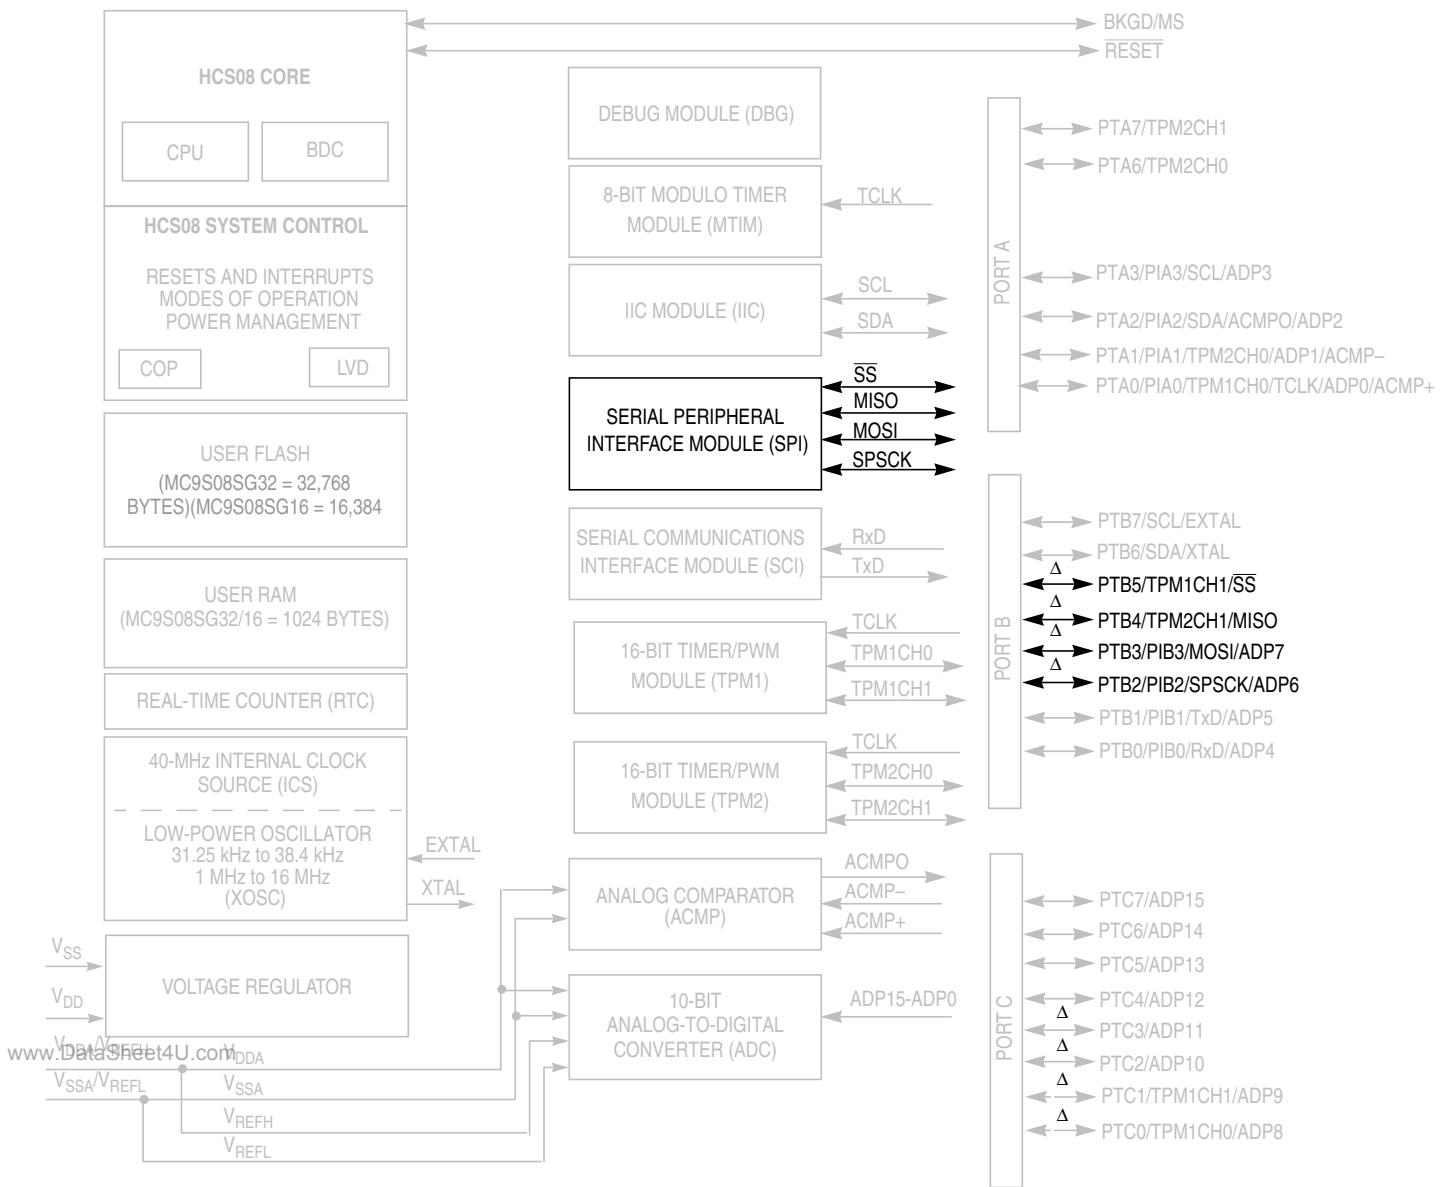 BKGD/MS
RESET
HCS08 CORE
CPU
BDC
HCS08 SYSTEM CONTROL
RESETS AND INTERRUPTS
MODES OF OPERATION
POWER MANAGEMENT
COP
LVD
USER FLASH
(MC9S08SG32 = 32,768
BYTES)(MC9S08SG16 = 16,384
USER RAM
(MC9S08SG32/16 = 1024 BYTES)
REAL-TIME COUNTER (RTC)
40-MHz INTERNAL CLOCK
SOURCE (ICS)
LOW-POWER OSCILLATOR
31.25 kHz to 38.4 kHz
1 MHz to 16 MHz
(XOSC)
EXTAL
XTAL
VSS
VDD
VOLTAGE REGULATOR
VDDA/VREFH
www.DataSheet4U.com
VDDA
VSSA/VREFL
VSSA
VREFH
VREFL
DEBUG MODULE (DBG)
8-BIT MODULO TIMER
MODULE (MTIM)
TCLK
IIC MODULE (IIC)
SCL
SDA
SERIAL PERIPHERAL
INTERFACE MODULE (SPI)
SS
MISO
MOSI
SPSCK
SERIAL COMMUNICATIONS
INTERFACE MODULE (SCI)
RxD
TxD
16-BIT TIMER/PWM
MODULE (TPM1)
TCLK
TPM1CH0
TPM1CH1
16-BIT TIMER/PWM
MODULE (TPM2)
TCLK
TPM2CH0
TPM2CH1
ANALOG COMPARATOR
(ACMP)
ACMPO
ACMP–
ACMP+
10-BIT
ANALOG-TO-DIGITAL
CONVERTER (ADC)
ADP15-ADP0
PORT A
PTA7/TPM2CH1
PTA6/TPM2CH0
PTA3/PIA3/SCL/ADP3
PTA2/PIA2/SDA/ACMPO/ADP2
PTA1/PIA1/TPM2CH0/ADP1/ACMP–
PTA0/PIA0/TPM1CH0/TCLK/ADP0/ACMP+
PORT B
PTB7/SCL/EXTAL
PTB6/SDA/XTAL
Δ PTB5/TPM1CH1/SS
Δ PTB4/TPM2CH1/MISO
Δ PTB3/PIB3/MOSI/ADP7
Δ PTB2/PIB2/SPSCK/ADP6
PTB1/PIB1/TxD/ADP5
PTB0/PIB0/RxD/ADP4
PORT C
PTC7/ADP15
PTC6/ADP14
PTC5/ADP13
PTC4/ADP12
Δ PTC3/ADP11
Δ PTC2/ADP10
Δ PTC1/TPM1CH1/ADP9
Δ PTC0/TPM1CH0/ADP8